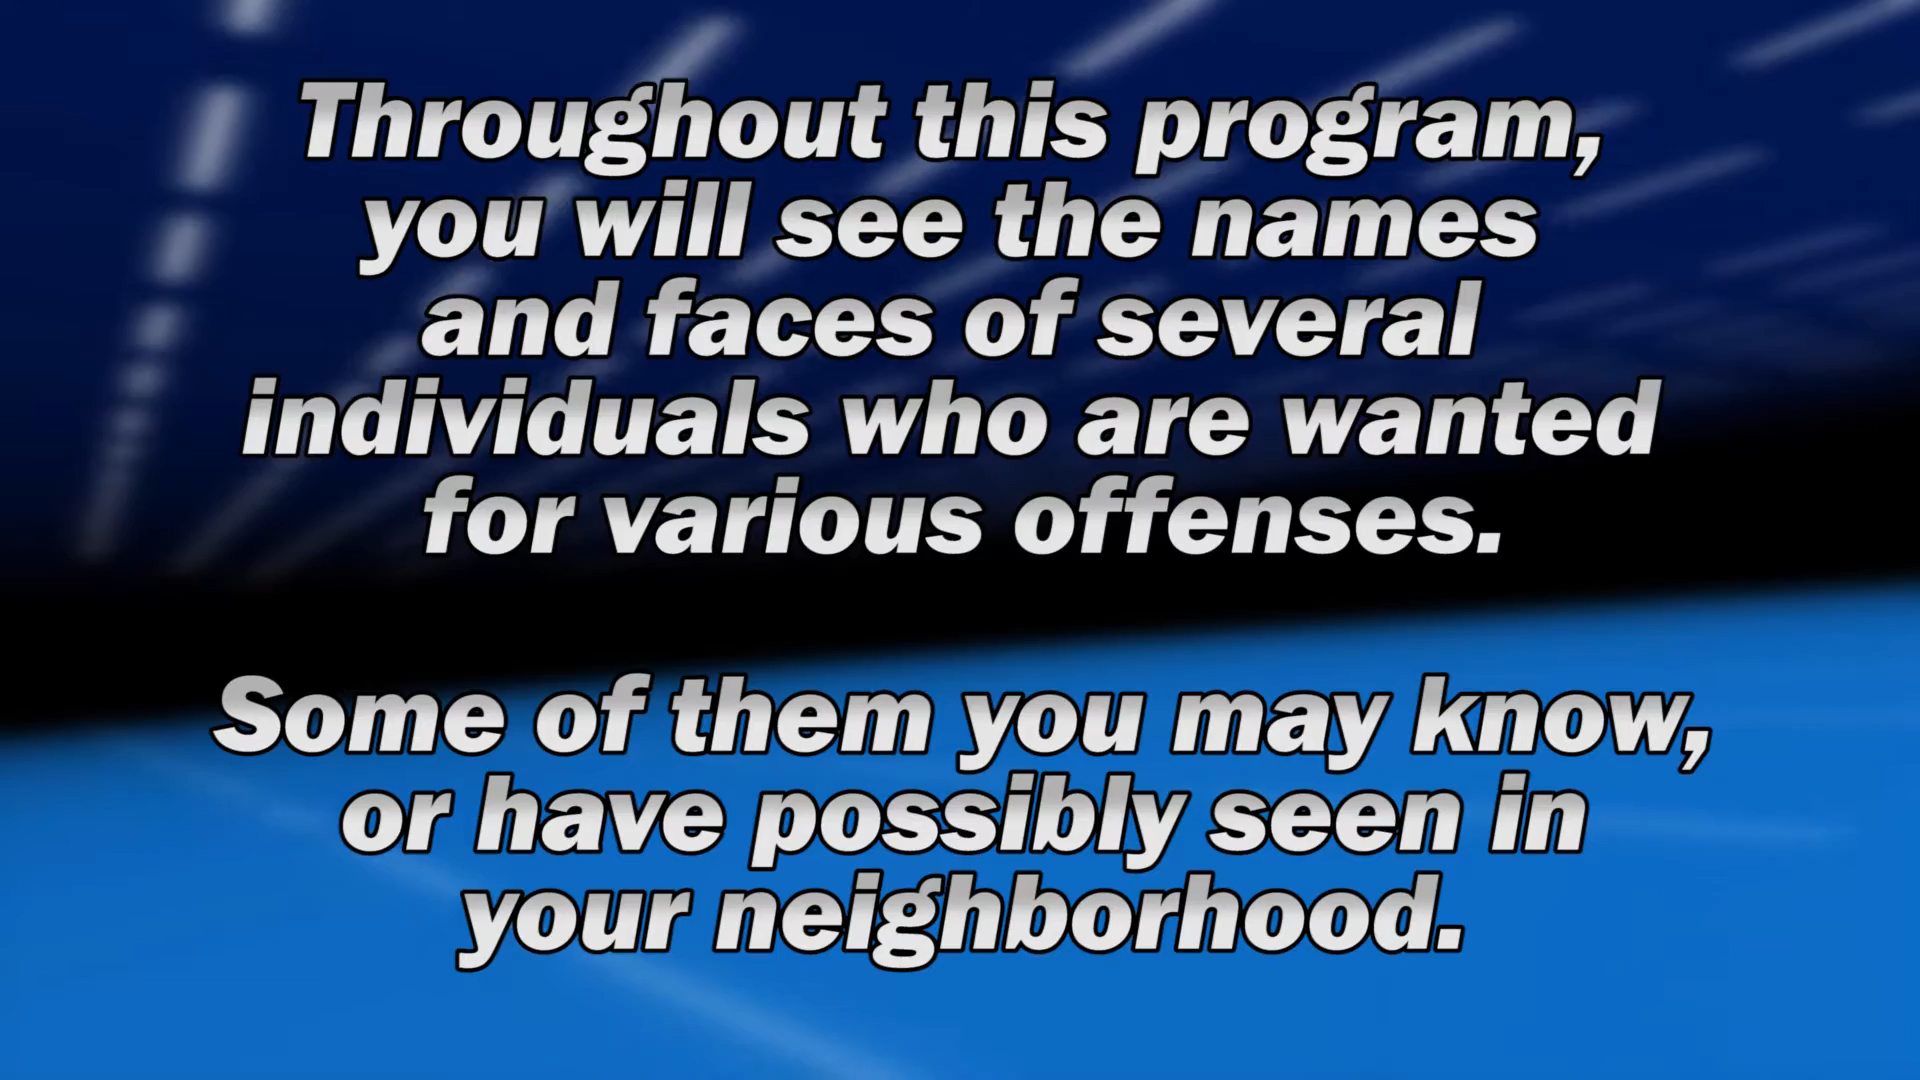 Throughout this program,
you will see the names
and faces of several
individuals who are wanted
for various offenses.
Some of them you may know,
or have possibly seen in
your neighborhood.